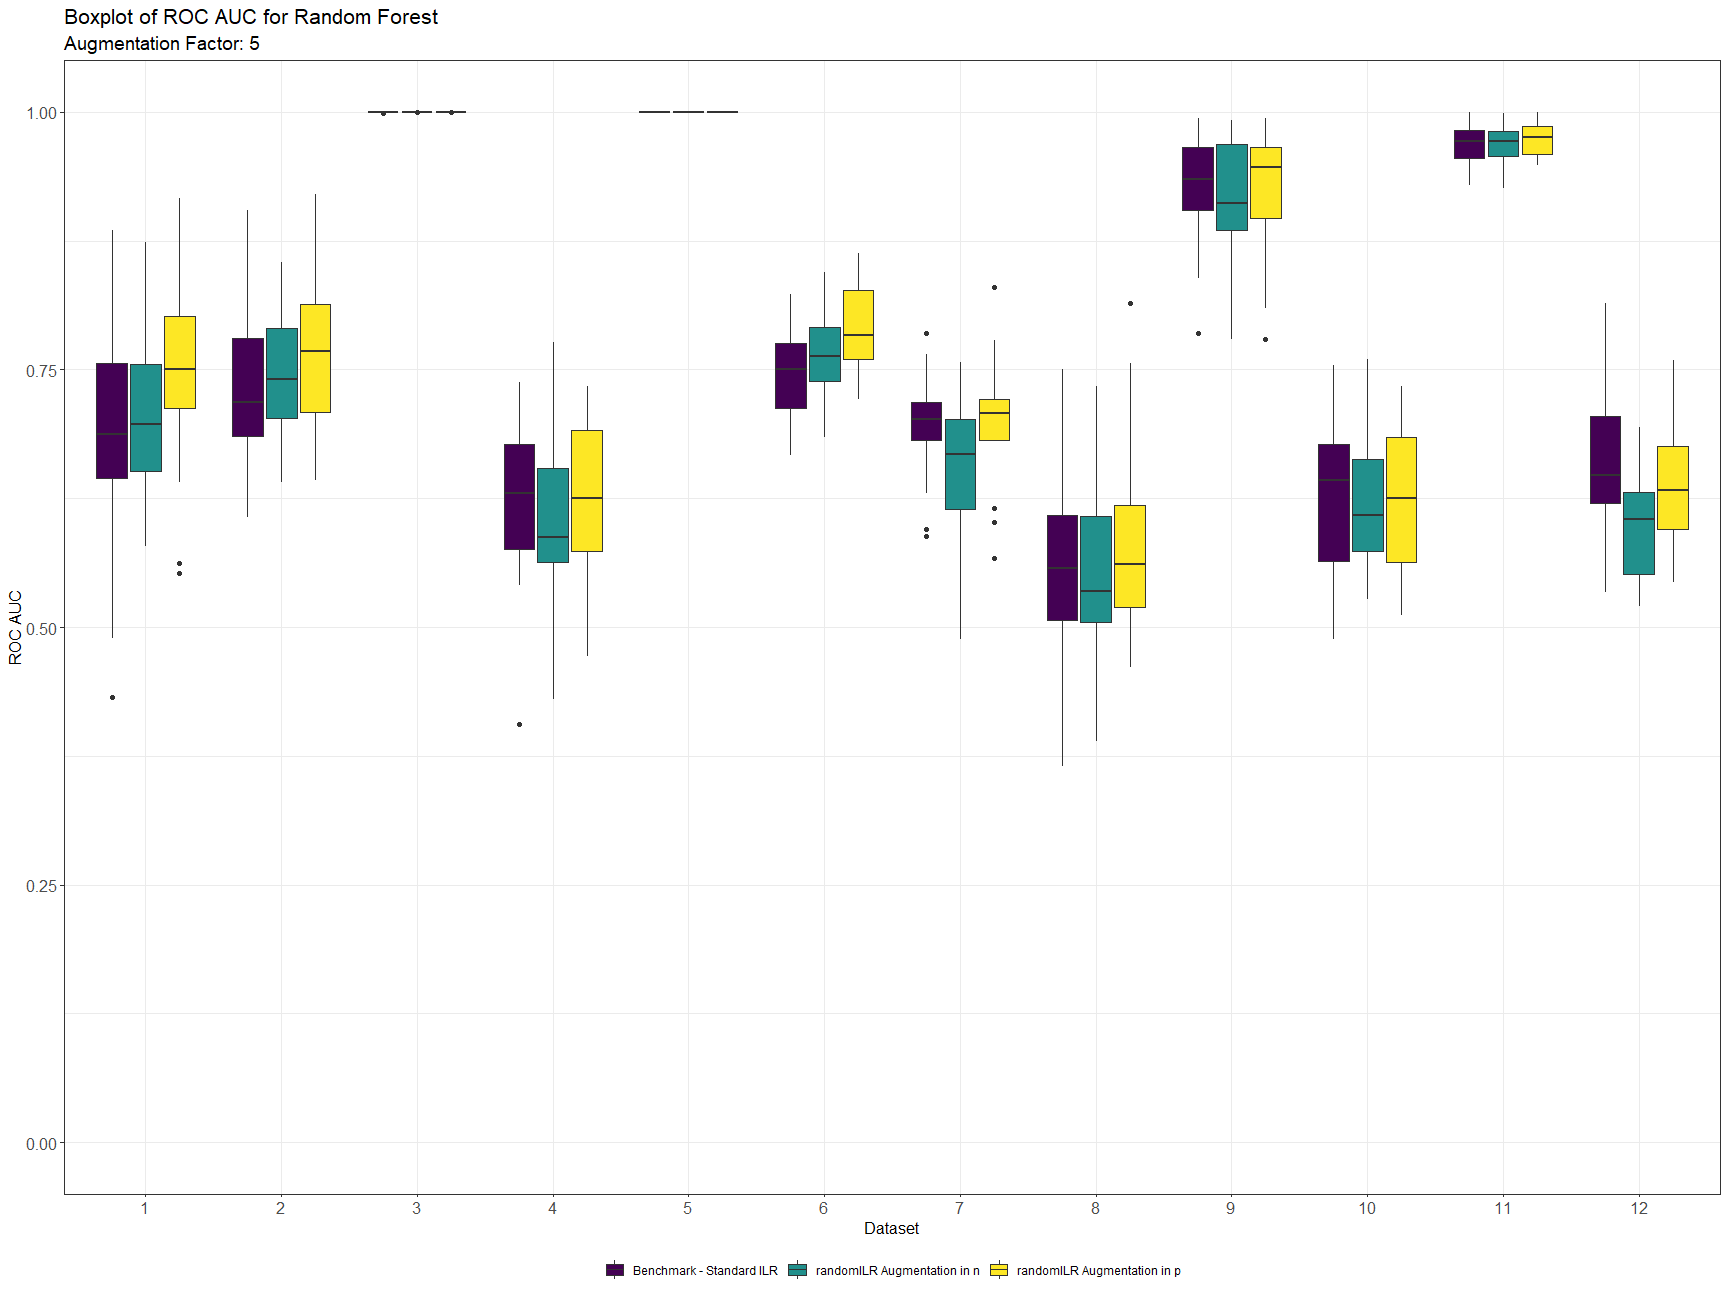 Boxplot of ROC AUC for Random Forest
Augmentation Factor: 5
ROC AUC
1.00
0.75
0.50
0.25
0.00
1 2 3 4 5 6 7 8 9 10 11 12
Dataset
Benchmark - Standard ILR randomILR Augmentation in n randomILR Augmentation in p